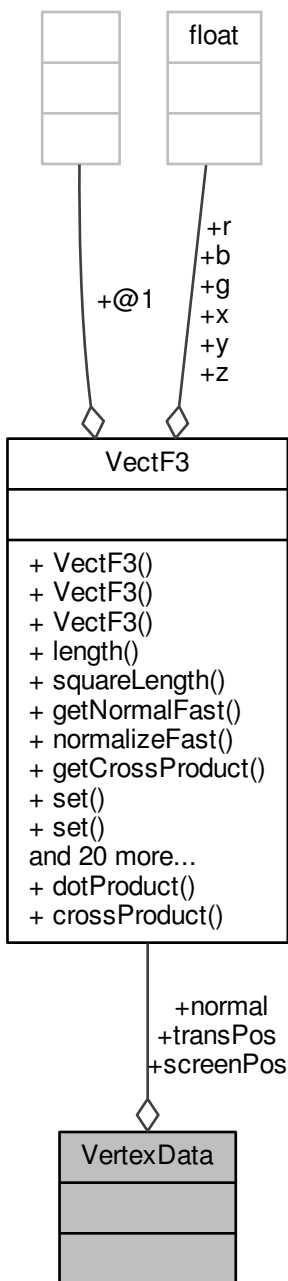 float
+@1
+r
+b
+g
+x
+y
+z
VectF3
+ VectF3()
+ VectF3()
+ VectF3()
+ length()
+ squareLength()
+ getNormalFast()
+ normalizeFast()
+ getCrossProduct()
+ set()
+ set()
and 20 more...
+ dotProduct()
+ crossProduct()
+normal
+transPos
+screenPos
VertexData